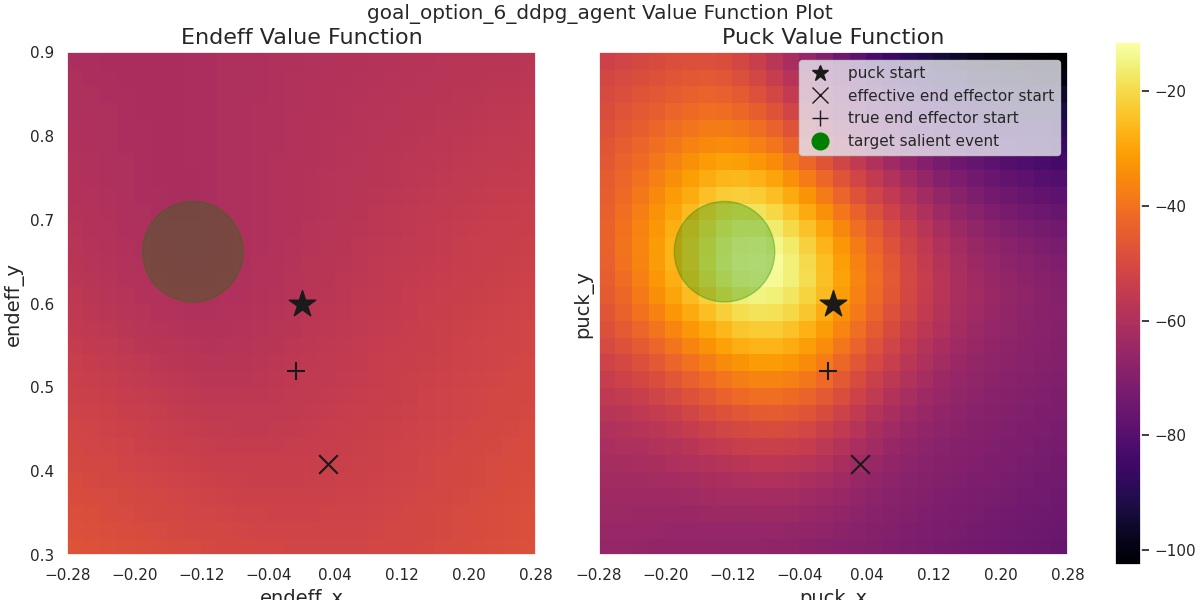 goal_option_6_ddpg_agent Value Function Plot
Endeff Value Function
Puck Value Function
0.9
0.8
0.7
0.6
0.5
0.4
0.3
endeff_y
−0.28 −0.20 −0.12 −0.04 0.04 0.12 0.20 0.28
endeff_x
puck_y
puck start
effective end effector start
true end effector start
target salient event
−0.28 −0.20 −0.12 −0.04 0.04 0.12 0.20 0.28
puck_x
−20
−40
−60
−80
−100